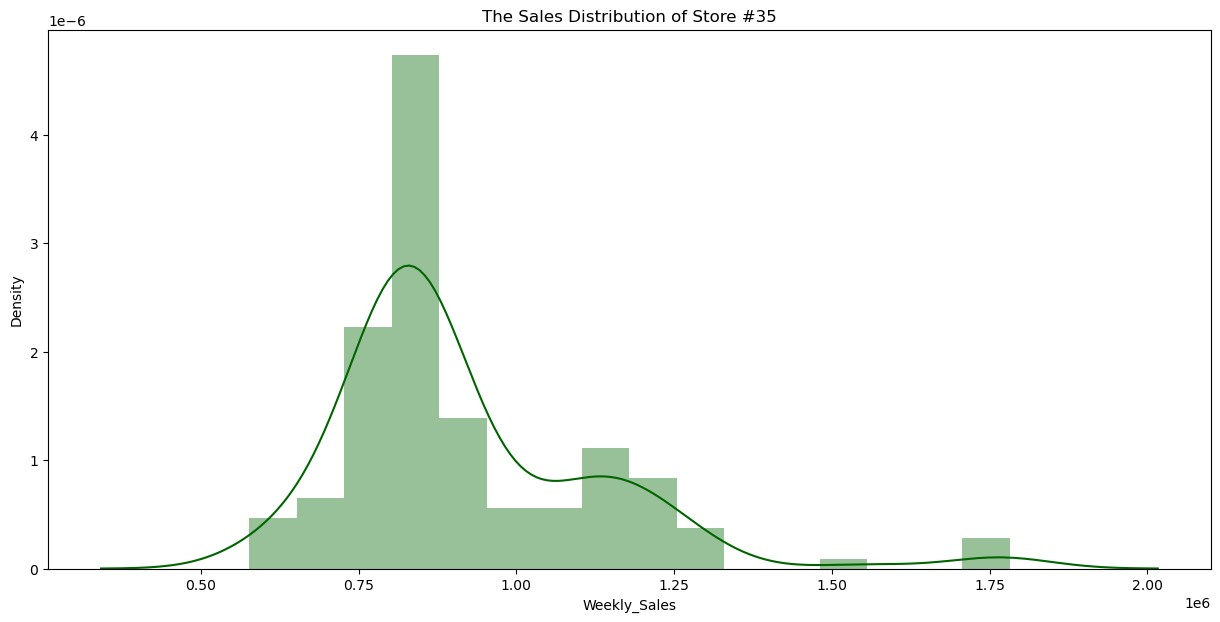 The Sales Distribution of Store #35
1e−6
4
3
2
1
0
Density
0.50 0.75 1.00 1.25 1.50 1.75 2.00
1e6
Weekly_Sales